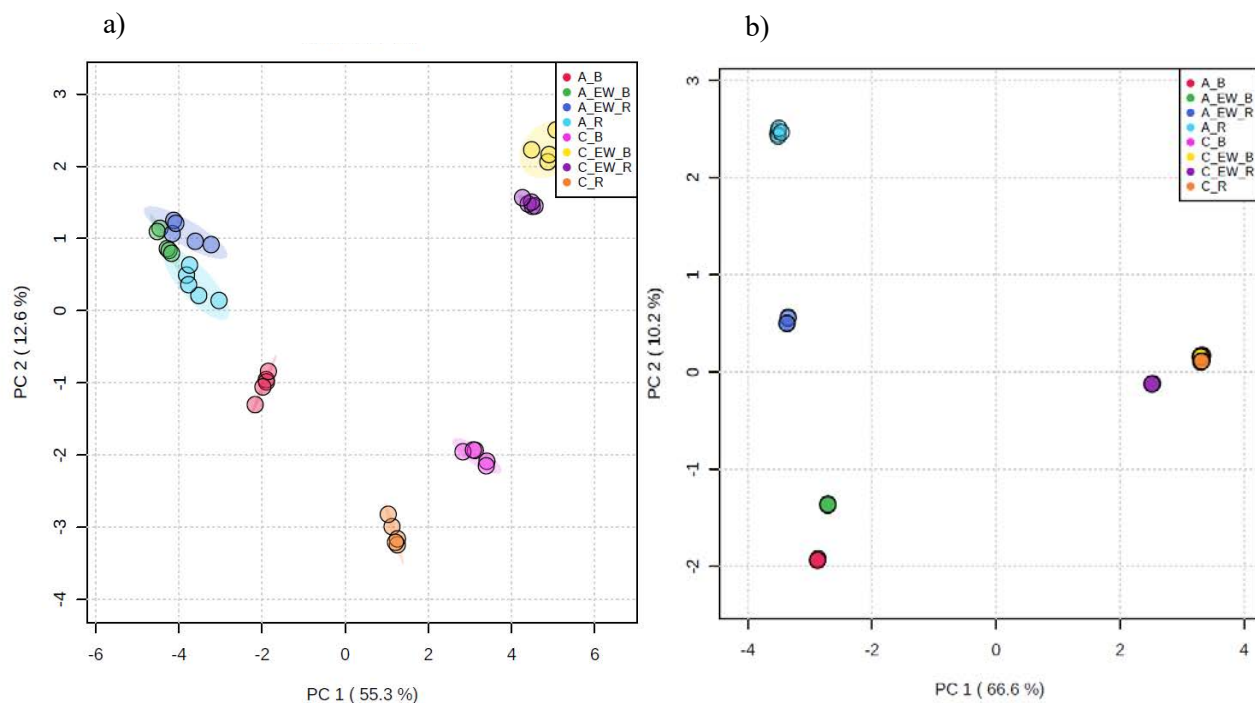 a)
A_B
A_EW_B
A_EW_R
A_R
C_B
C_EW_B
C_EW_R
C_R
3
2
1
0
-1
-2
-3
-4
PC 2 ( 12.6 %)
-6
-4
-2
0
2
4
6
PC 1 ( 55.3 %)
b)
A_B
A_EW_B
A_EW_R
A_R
C_B
C_EW_B
C_EW_R
C_R
3
2
1
0
-1
-2
PC 2 ( 10.2 %)
-4
-2
0
2
4
PC 1 ( 66.6 %)